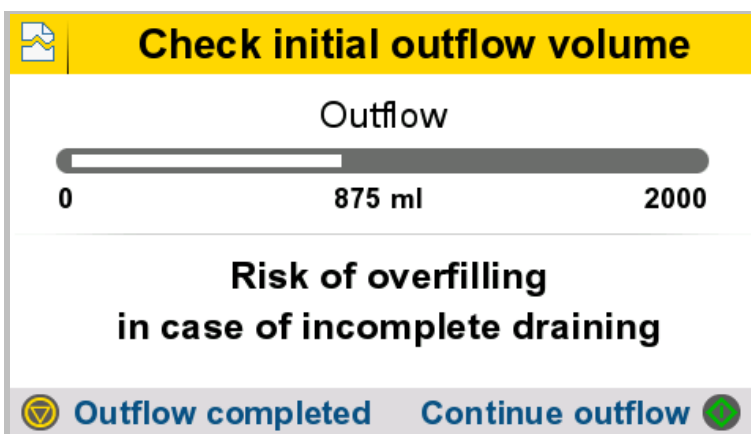 Check initial outflow volume
Outflow
0 875 ml 2000
Risk of overfilling
in case of incomplete draining
Outflow completed Continue outflow